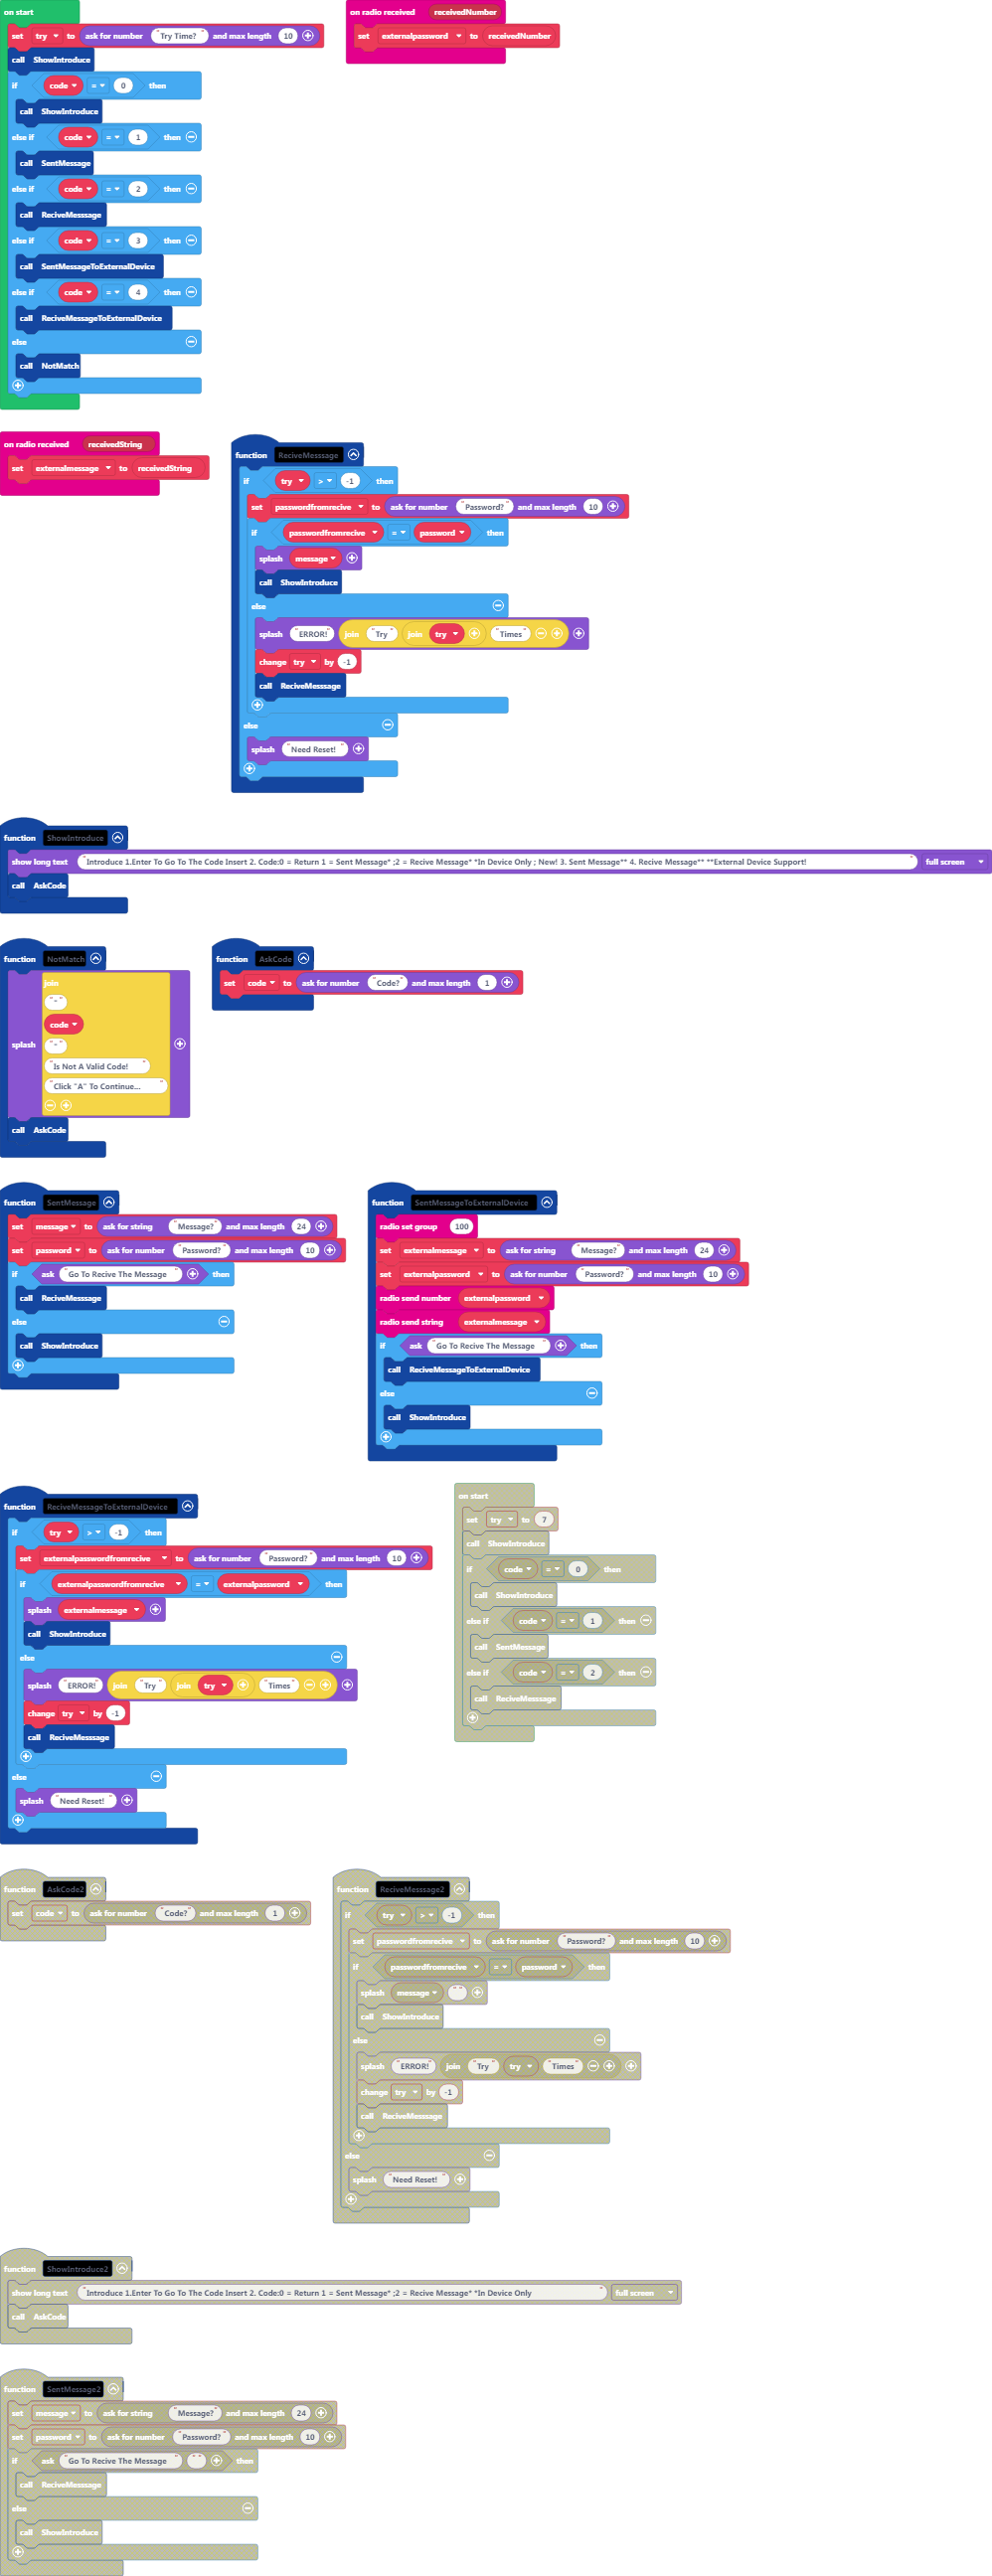 on start
set try to ask for number "Try Time?" and max length 10
call ShowIntroduce
if code = 0 then
call ShowIntroduce
else if code = 1 then
call SentMessage
else if code = 2 then
call ReciveMesssage
else if code = 3 then
call SentMessageToExternalDevice
else if code = 4 then
call ReciveMessageToExternalDevice
else
call NotMatch
on radio received receivedNumber
set externalpassword to receivedNumber
on radio received receivedString
set externalmessage to receivedString
function ReciveMesssage
if try > -1 then
set passwordfromrecive to ask for number "Password?" and max length 10
if passwordfromrecive = password then
splash message
call ShowIntroduce
else
splash "ERROR!" join "Try" join try "Times"
change try by -1
call ReciveMesssage
else
splash "Need Reset!"
function ShowIntroduce
show long text "Introduce 1.Enter To Go To The Code Insert 2. Code:0 = Return 1 = Sent Message* ;2 = Recive Message* *In Device Only ; New! 3. Sent Message** 4. Recive Message** **External Device Support!" full screen
call AskCode
function NotMatch
splash join
"""
code
"""
"Is Not A Valid Code!"
"Click "A" To Continue..."
call AskCode
function AskCode
set code to ask for number "Code?" and max length 1
function SentMessage
set message to ask for string "Message?" and max length 24
set password to ask for number "Password?" and max length 10
if ask "Go To Recive The Message" then
call ReciveMesssage
else
call ShowIntroduce
function SentMessageToExternalDevice
radio set group 100
set externalmessage to ask for string "Message?" and max length 24
set externalpassword to ask for number "Password?" and max length 10
radio send number externalpassword
radio send string externalmessage
if ask "Go To Recive The Message" then
call ReciveMessageToExternalDevice
else
call ShowIntroduce
function ReciveMessageToExternalDevice
if try > -1 then
set externalpasswordfromrecive to ask for number "Password?" and max length 10
if externalpasswordfromrecive = externalpassword then
splash externalmessage
call ShowIntroduce
else
splash "ERROR!" join "Try" join try "Times"
change try by -1
call ReciveMesssage
else
splash "Need Reset!"
on start
set try to 7
call ShowIntroduce
if code = 0 then
call ShowIntroduce
else if code = 1 then
call SentMessage
else if code = 2 then
call ReciveMesssage
function AskCode2
set code to ask for number "Code?" and max length 1
function ReciveMesssage2
if try > -1 then
set passwordfromrecive to ask for number "Password?" and max length 10
if passwordfromrecive = password then
splash message ""
call ShowIntroduce
else
splash "ERROR!" join "Try" try "Times"
change try by -1
call ReciveMesssage
else
splash "Need Reset!"
function ShowIntroduce2
show long text "Introduce 1.Enter To Go To The Code Insert 2. Code:0 = Return 1 = Sent Message* ;2 = Recive Message* *In Device Only" full screen
call AskCode
function SentMessage2
set message to ask for string "Message?" and max length 24
set password to ask for number "Password?" and max length 10
if ask "Go To Recive The Message" "" then
call ReciveMesssage
else
call ShowIntroduce